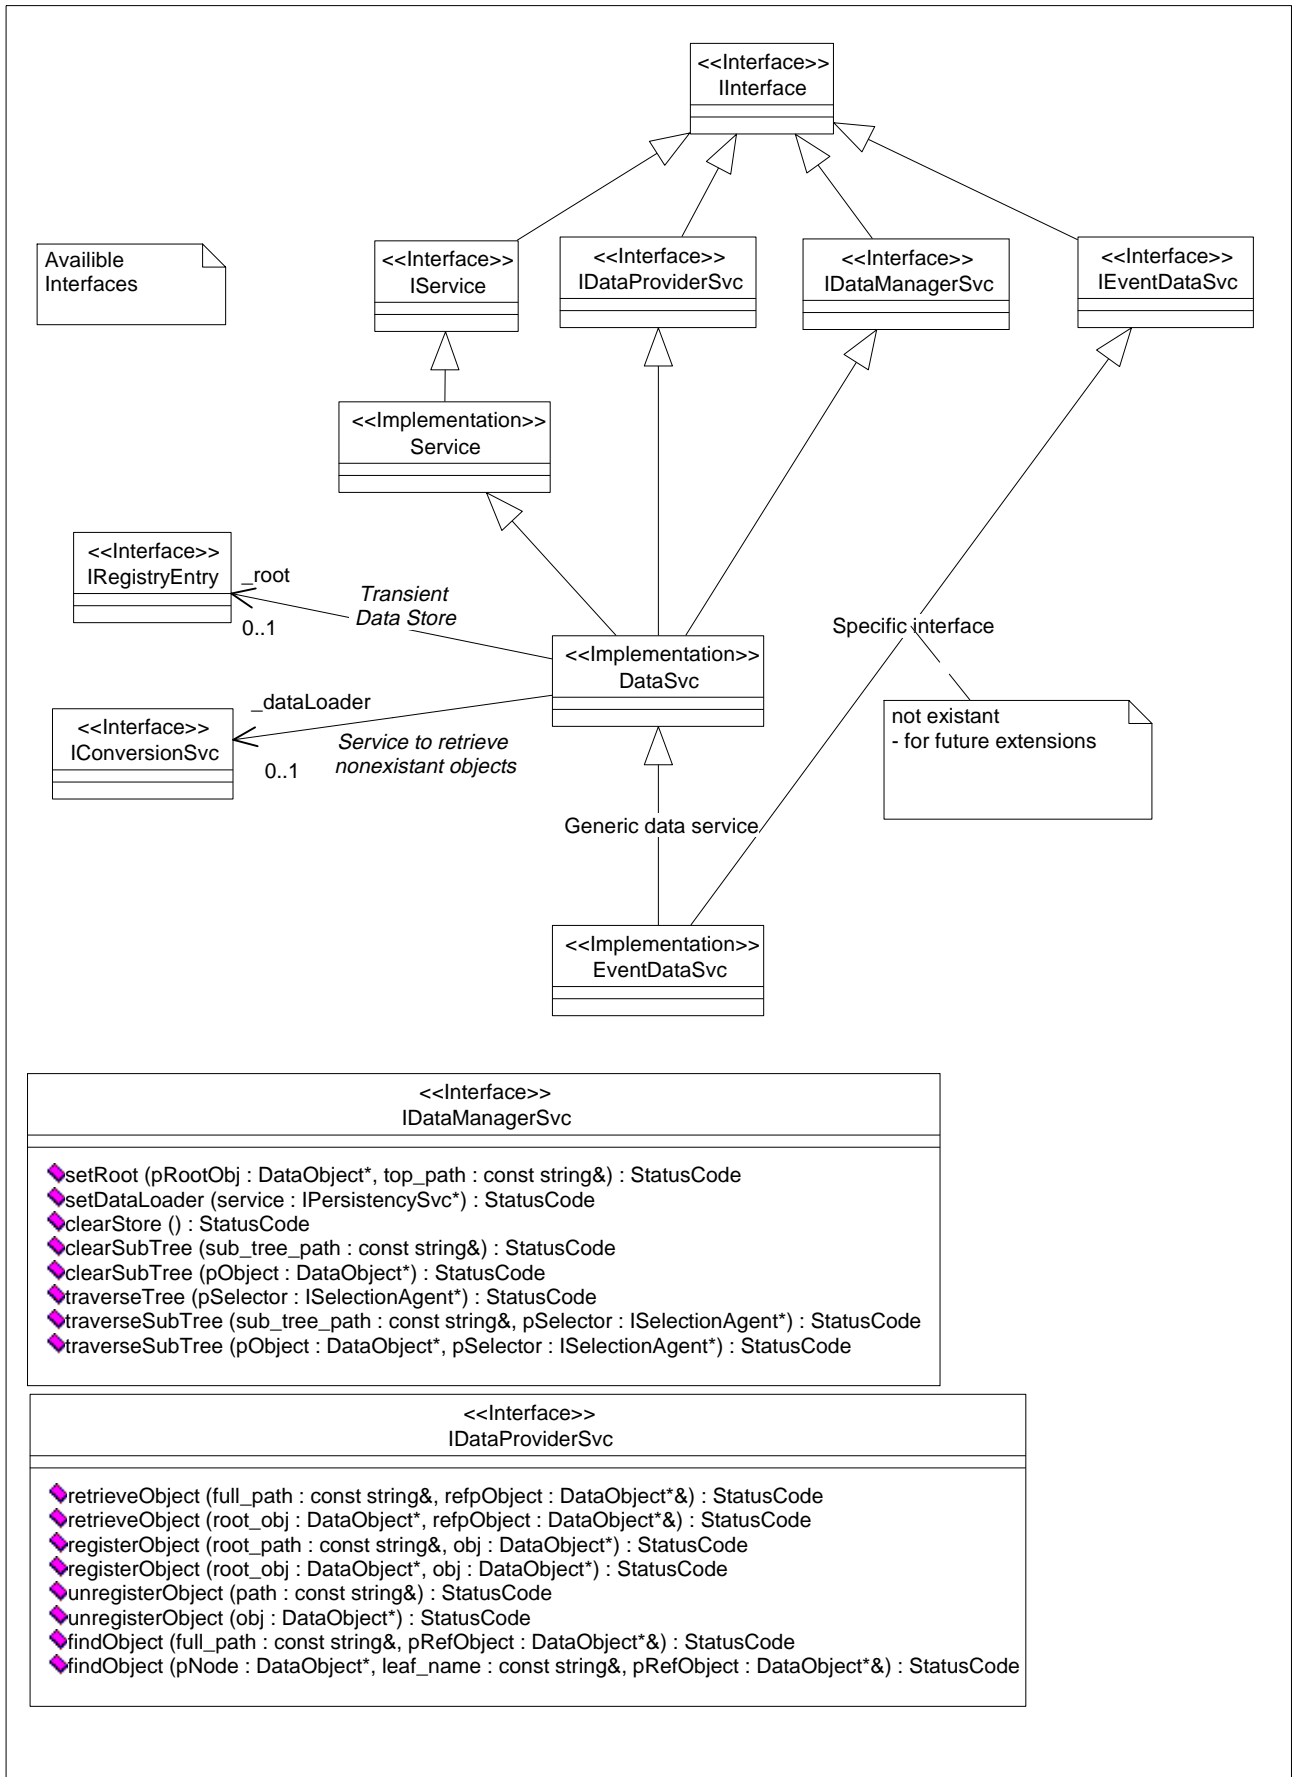 <<Interface>>
IInterface
Availible
Interfaces
<<Interface>>
IService
<<Interface>>
IDataProviderSvc
<<Interface>>
IDataManagerSvc
<<Interface>>
IEventDataSvc
<<Implementation>>
Service
<<Interface>>
IRegistryEntry
_root
0..1
Transient
Data Store
Specific interface
<<Implementation>>
DataSvc
<<Interface>>
IConversionSvc
_dataLoader
0..1
Service to retrieve
nonexistant objects
not existant
- for future extensions
Generic data service
<<Implementation>>
EventDataSvc
<<Interface>>
IDataManagerSvc
setRoot (pRootObj : DataObject*, top_path : const string&) : StatusCode
setDataLoader (service : IPersistencySvc*) : StatusCode
clearStore () : StatusCode
clearSubTree (sub_tree_path : const string&) : StatusCode
clearSubTree (pObject : DataObject*) : StatusCode
traverseTree (pSelector : ISelectionAgent*) : StatusCode
traverseSubTree (sub_tree_path : const string&, pSelector : ISelectionAgent*) : StatusCode
traverseSubTree (pObject : DataObject*, pSelector : ISelectionAgent*) : StatusCode
<<Interface>>
IDataProviderSvc
retrieveObject (full_path : const string&, refpObject : DataObject*&) : StatusCode
retrieveObject (root_obj : DataObject*, refpObject : DataObject*&) : StatusCode
registerObject (root_path : const string&, obj : DataObject*) : StatusCode
registerObject (root_obj : DataObject*, obj : DataObject*) : StatusCode
unregisterObject (path : const string&) : StatusCode
unregisterObject (obj : DataObject*) : StatusCode
findObject (full_path : const string&, pRefObject : DataObject*&) : StatusCode
findObject (pNode : DataObject*, leaf_name : const string&, pRefObject : DataObject*&) : StatusCode